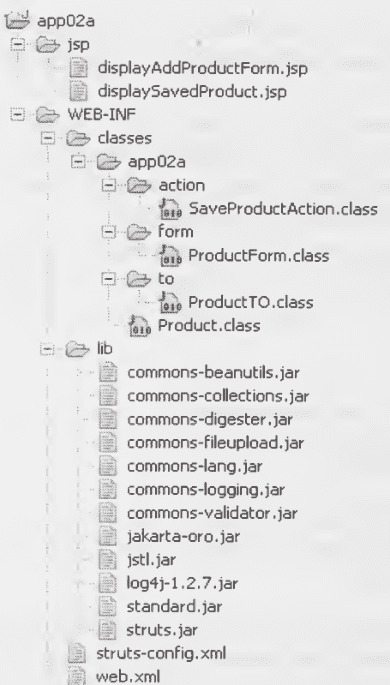 app02a
jsp
displayAddProductForm.jsp
displaySavedProduct.jsp
WEB-INF
classes
app02a
action
SaveProductAction.class
form
ProductForm.class
to
ProductTO.class
Product.class
lib
commons-beanutils.jar
commons-collections.jar
commons-digester.jar
commons-fileupload.jar
commons-lang.jar
commons-logging.jar
commons-validator.jar
jakarta-oro.jar
jstl.jar
log4j-1.2.7.jar
standard.jar
struts.jar
struts-config.xml
web.xml